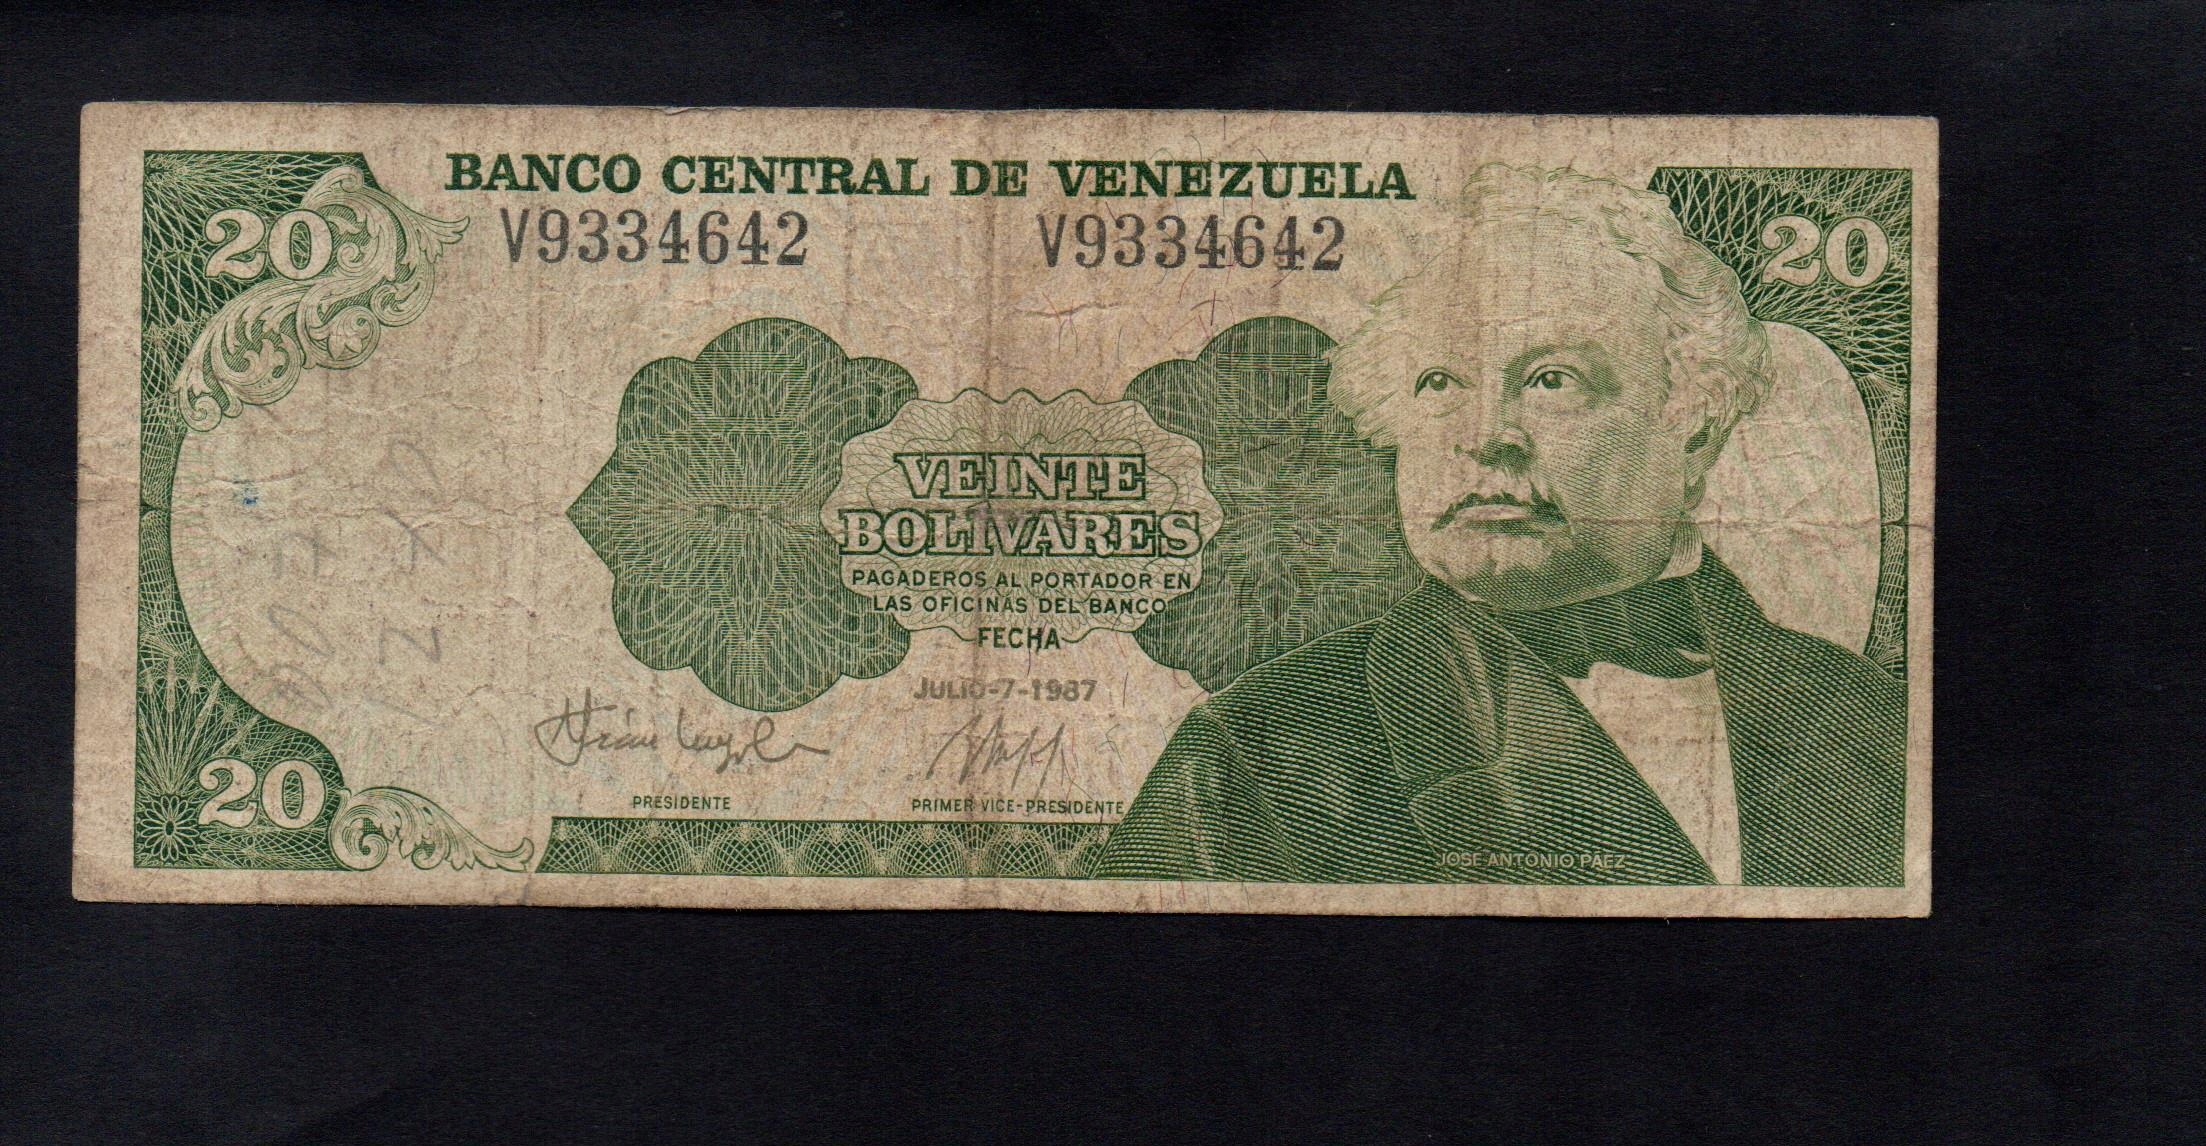 BANCO CENTRAL DE VENEZUELA
20
20
V9334642
V9334642
VEINTE
BOLIVARES
PAGADEROS AL PORTADOR EN
LAS OFICINAS DEL BANCO
FECHA
JULIO-7-1987
PRESIDENTE
PRIMER VICE-PRESIDENTE
20
JOSE ANTONIO PAEZ